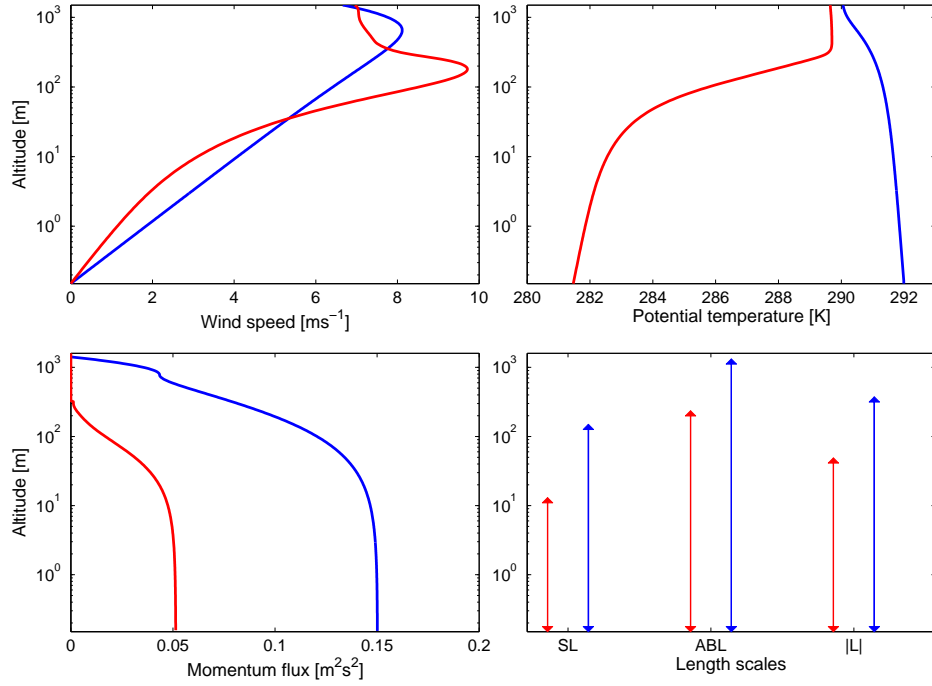 10³
10²
10¹
10⁰
Altitude [m]
0 2 4 6 8 10
Wind speed [ms⁻¹]
10³
10²
10¹
10⁰
280 282 284 286 288 290 292
Potential temperature [K]
10³
10²
10¹
10⁰
Altitude [m]
0 0.05 0.1 0.15 0.2
Momentum flux [m²s²]
10³
10²
10¹
10⁰
SL ABL |L|
Length scales